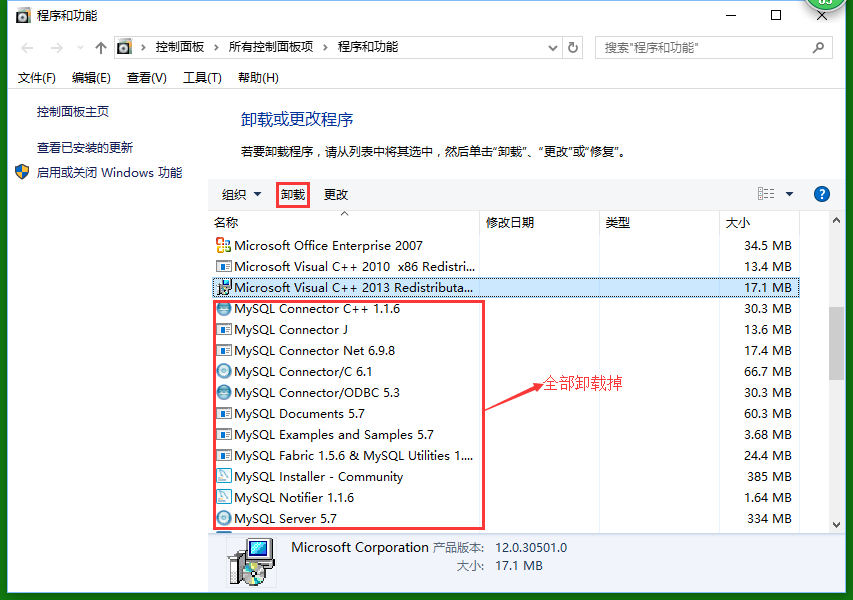 程序和功能
85
控制面板 › 所有控制面板项 › 程序和功能
搜索"程序和功能"
文件(F) 编辑(E) 查看(V) 工具(T) 帮助(H)
控制面板主页
查看已安装的更新
启用或关闭 Windows 功能
卸载或更改程序
若要卸载程序，请从列表中将其选中，然后单击“卸载”、“更改”或“修复”。
组织 卸载 更改
名称 修改日期 类型 大小
Microsoft Office Enterprise 2007 34.5 MB
Microsoft Visual C++ 2010 x86 Redistri... 13.4 MB
Microsoft Visual C++ 2013 Redistributa... 17.1 MB
MySQL Connector C++ 1.1.6 30.3 MB
MySQL Connector J 13.6 MB
MySQL Connector Net 6.9.8 17.4 MB
MySQL Connector/C 6.1 66.7 MB
MySQL Connector/ODBC 5.3 30.3 MB
MySQL Documents 5.7 60.3 MB
MySQL Examples and Samples 5.7 3.68 MB
MySQL Fabric 1.5.6 & MySQL Utilities 1.... 24.4 MB
MySQL Installer - Community 385 MB
MySQL Notifier 1.1.6 1.64 MB
MySQL Server 5.7 334 MB
全部卸载掉
Microsoft Corporation 产品版本: 12.0.30501.0
大小: 17.1 MB